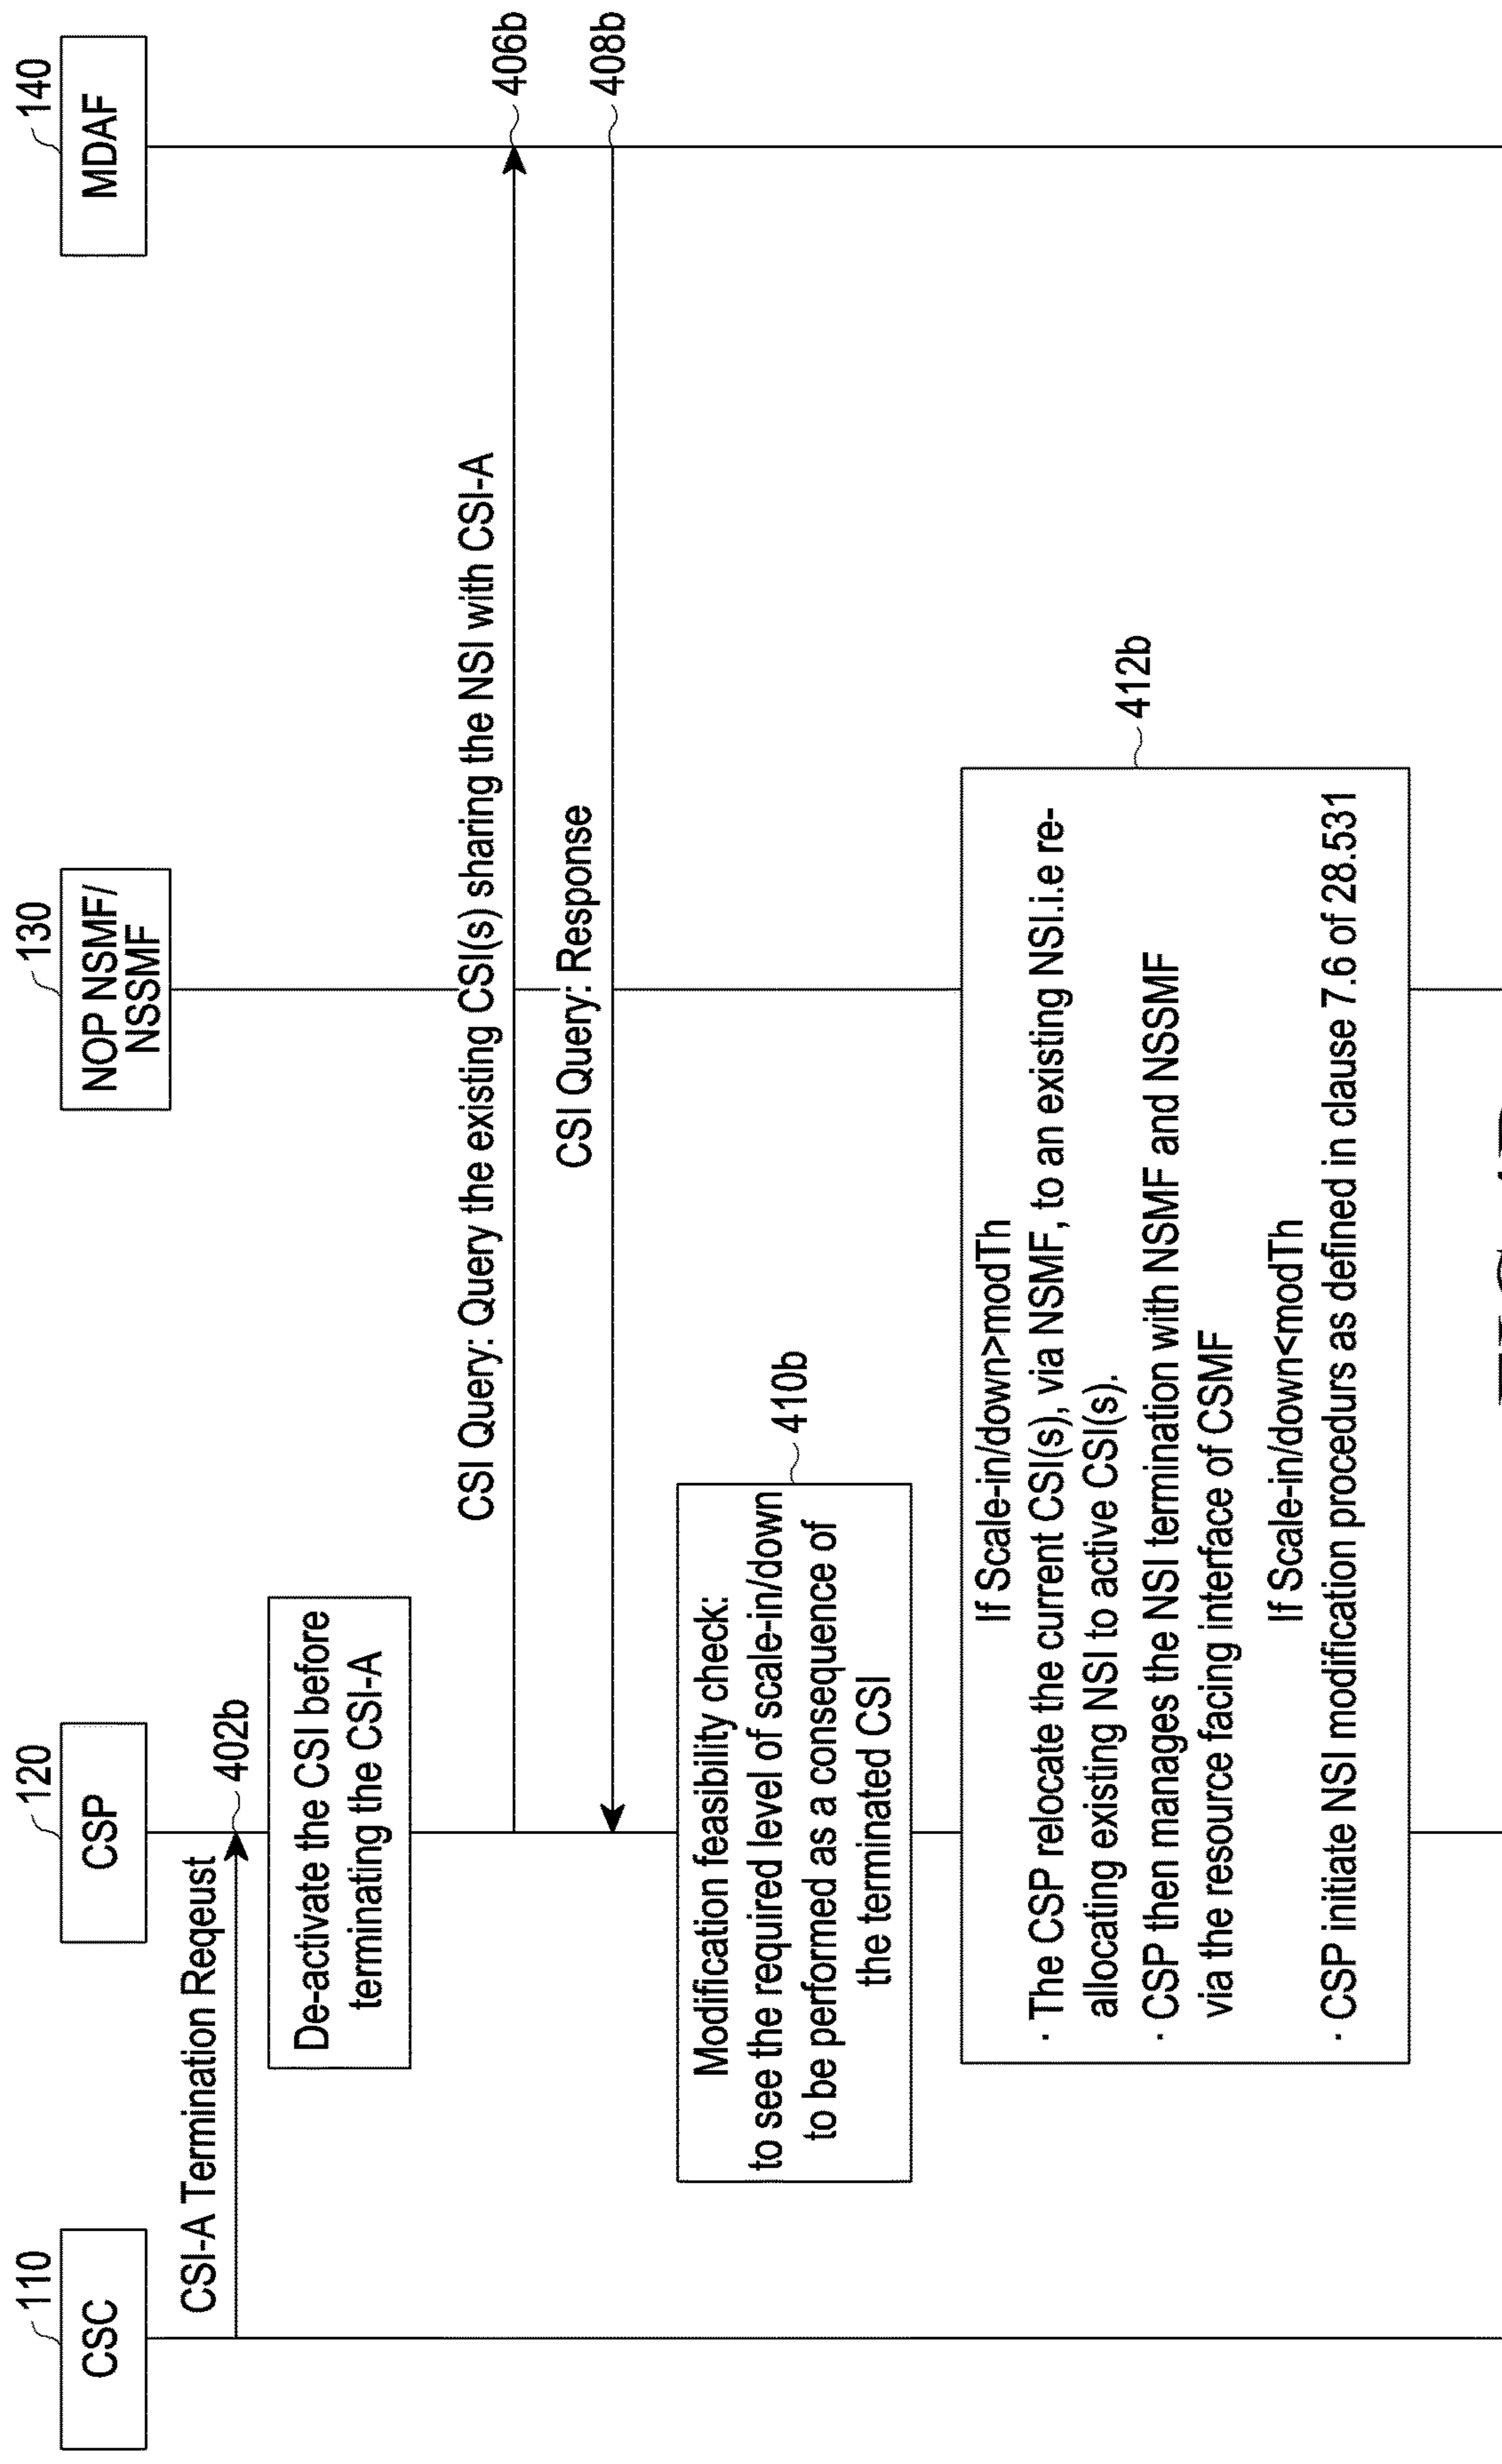 110
CSC
120
CSP
130
NOP NSMF/
NSSMF
140
MDAF
CSI-A Termination Reqeust
402b
De-activate the CSI before
terminating the CSI-A
CSI Query: Query the existing CSI(s) sharing the NSI with CSI-A
406b
CSI Query: Response
408b
Modification feasibility check:
to see the required level of scale-in/down
to be performed as a consequence of
the terminated CSI
410b
If Scale-in/down>modTh
· The CSP relocate the current CSI(s), via NSMF, to an existing NSI.i.e re-
allocating existing NSI to active CSI(s).
· CSP then manages the NSI termination with NSMF and NSSMF
via the resource facing interface of CSMF
If Scale-in/down<modTh
· CSP initiate NSI modification procedurs as defined in clause 7.6 of 28.531
412b